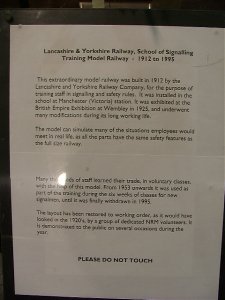 Lancashire & Yorkshire Railway, School of Signalling
Training Model Railway - 1912 to 1995
This extraordinary model railway was built in 1912 by the
Lancashire and Yorkshire Railway Company, for the purpose of
training staff in signalling and safety rules. It was installed in the
school at Manchester (Victoria) station. It was exhibited at the
British Empire Exhibition at Wembley in 1925, and underwent
many modifications during its long working life.
The model can simulate many of the situations employees would
meet in real life, as all the parts have the same safety features as
the full size railway.
Many thousands of staff learned their trade, in voluntary classes,
with the help of this model. From 1953 onwards it was used as
part of the training during the six weeks of classes for new
signalmen, until it was finally withdrawn in 1995.
The layout has been restored to working order, as it would have
looked in the 1920's, by a group of dedicated NRM volunteers. It
is demonstrated to the public on several occasions during the
year.
PLEASE DO NOT TOUCH